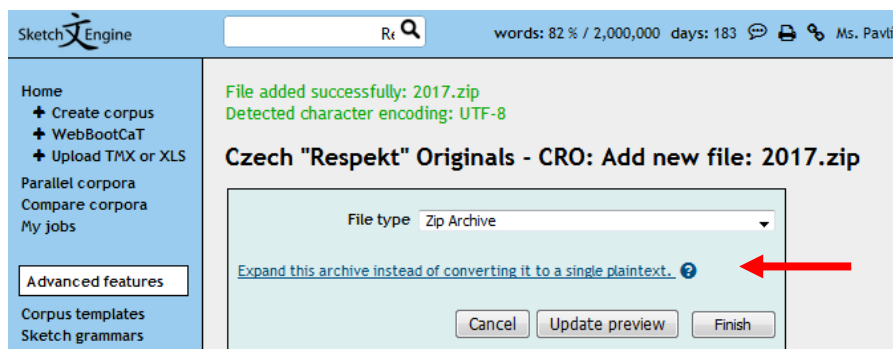 Sketch Engine
Re
words: 82 % / 2,000,000 days: 183 Ms. Pavli
Home
+ Create corpus
+ WebBootCaT
+ Upload TMX or XLS
Parallel corpora
Compare corpora
My jobs
Advanced features
Corpus templates
Sketch grammars
File added successfully: 2017.zip
Detected character encoding: UTF-8
Czech "Respekt" Originals - CRO: Add new file: 2017.zip
File type Zip Archive
Expand this archive instead of converting it to a single plaintext. ?
Cancel Update preview Finish